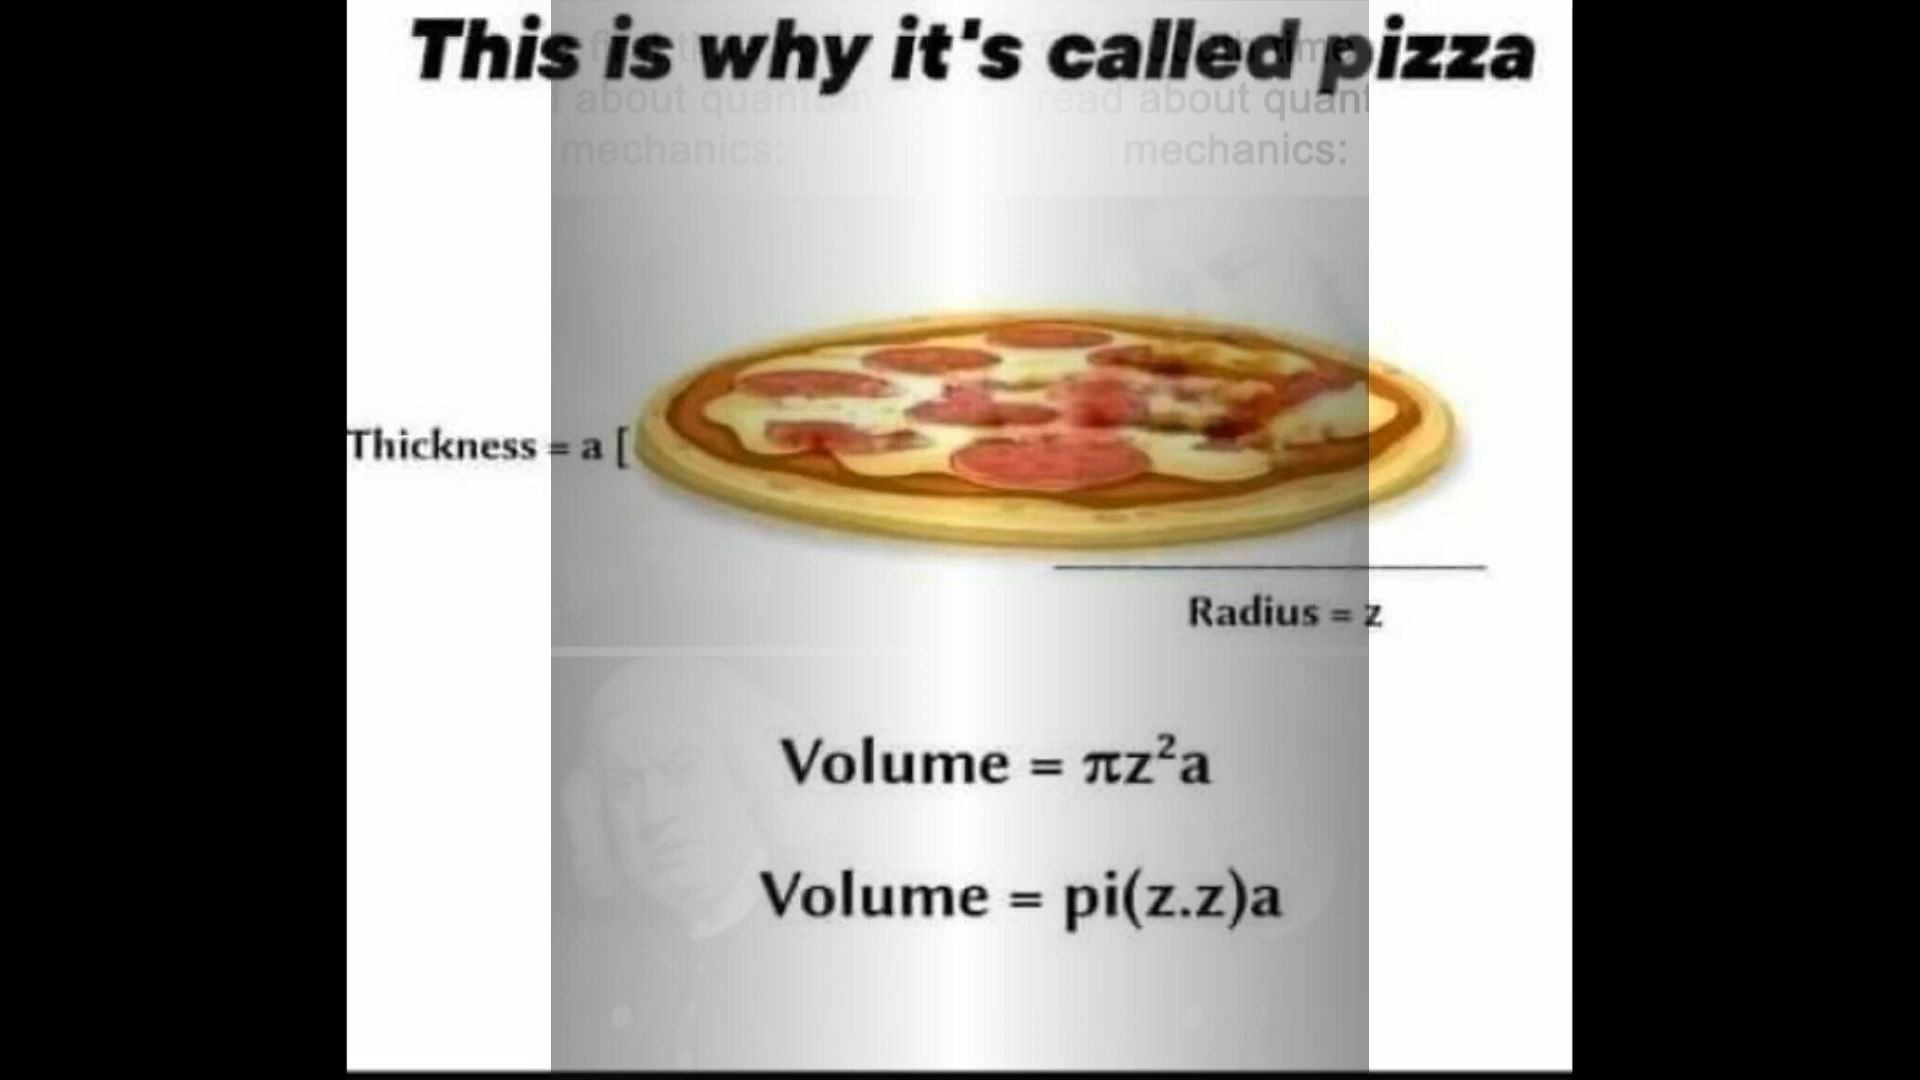 This is why it's called pizza
about quantum
read about quant
mechanics:
mechanics:
Thickness = a [
Radius = z
Volume = πz²a
Volume = pi(z.z)a